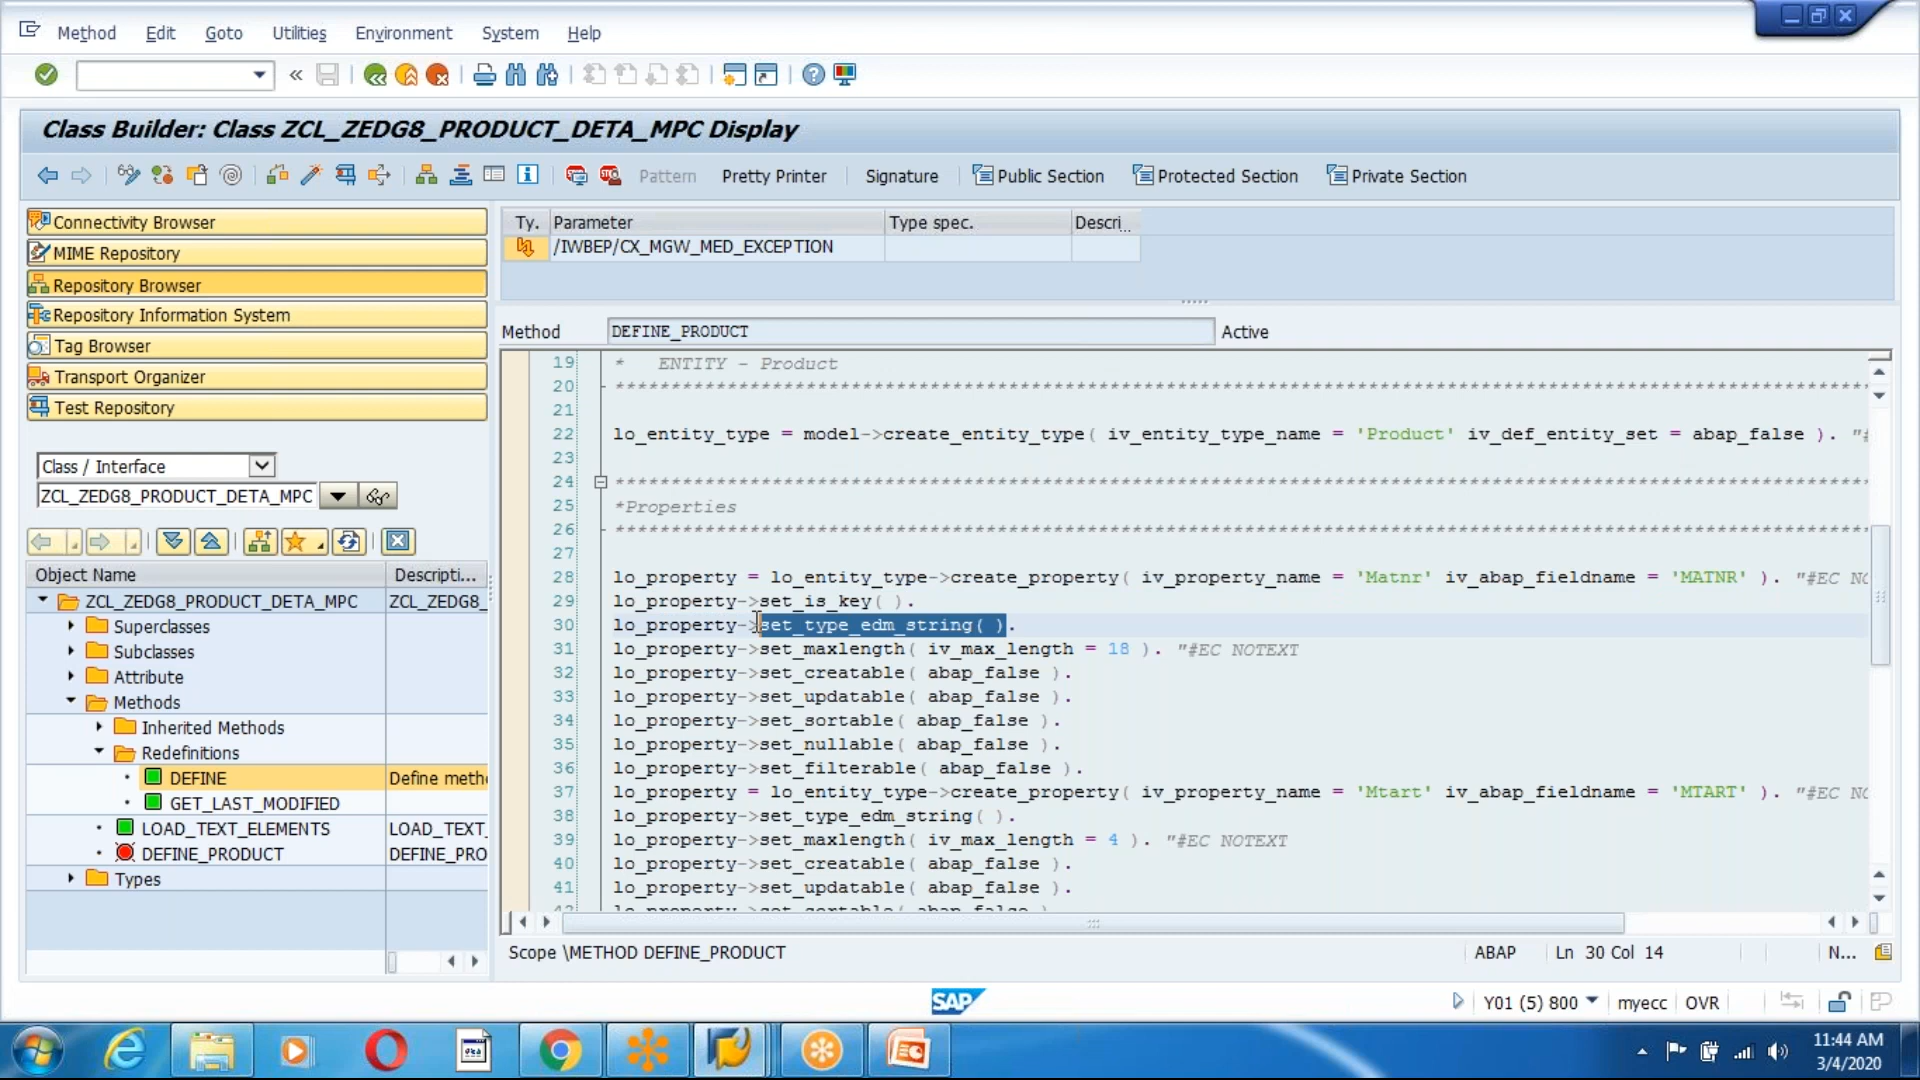 Method Edit Goto Utilities Environment System Help
Class Builder: Class ZCL_ZEDG8_PRODUCT_DETA_MPC Display
Pattern Pretty Printer Signature Public Section Protected Section Private Section
Connectivity Browser
MIME Repository
Repository Browser
Repository Information System
Tag Browser
Transport Organizer
Test Repository
Class / Interface
ZCL_ZEDG8_PRODUCT_DETA_MPC
Object Name Descripti...
ZCL_ZEDG8_PRODUCT_DETA_MPC ZCL_ZEDG8_
Superclasses
Subclasses
Attribute
Methods
Inherited Methods
Redefinitions
DEFINE Define meth
GET_LAST_MODIFIED
LOAD_TEXT_ELEMENTS LOAD_TEXT_
DEFINE_PRODUCT DEFINE_PRO
Types
Ty. Parameter Type spec. Descri...
/IWBEP/CX_MGW_MED_EXCEPTION
Method DEFINE_PRODUCT Active
19 * ENTITY - Product
20
21
22 lo_entity_type = model->create_entity_type( iv_entity_type_name = 'Product' iv_def_entity_set = abap_false ). "#
23
24
25 *Properties
26
27
28 lo_property = lo_entity_type->create_property( iv_property_name = 'Matnr' iv_abap_fieldname = 'MATNR' ). "#EC NO
29 lo_property->set_is_key( ).
30 lo_property->set_type_edm_string( ).
31 lo_property->set_maxlength( iv_max_length = 18 ). "#EC NOTEXT
32 lo_property->set_creatable( abap_false ).
33 lo_property->set_updatable( abap_false ).
34 lo_property->set_sortable( abap_false ).
35 lo_property->set_nullable( abap_false ).
36 lo_property->set_filterable( abap_false ).
37 lo_property = lo_entity_type->create_property( iv_property_name = 'Mtart' iv_abap_fieldname = 'MTART' ). "#EC NO
38 lo_property->set_type_edm_string( ).
39 lo_property->set_maxlength( iv_max_length = 4 ). "#EC NOTEXT
40 lo_property->set_creatable( abap_false ).
41 lo_property->set_updatable( abap_false ).
Scope \METHOD DEFINE_PRODUCT ABAP Ln 30 Col 14 N...
SAP Y01 (5) 800 myecc OVR
11:44 AM
3/4/2020